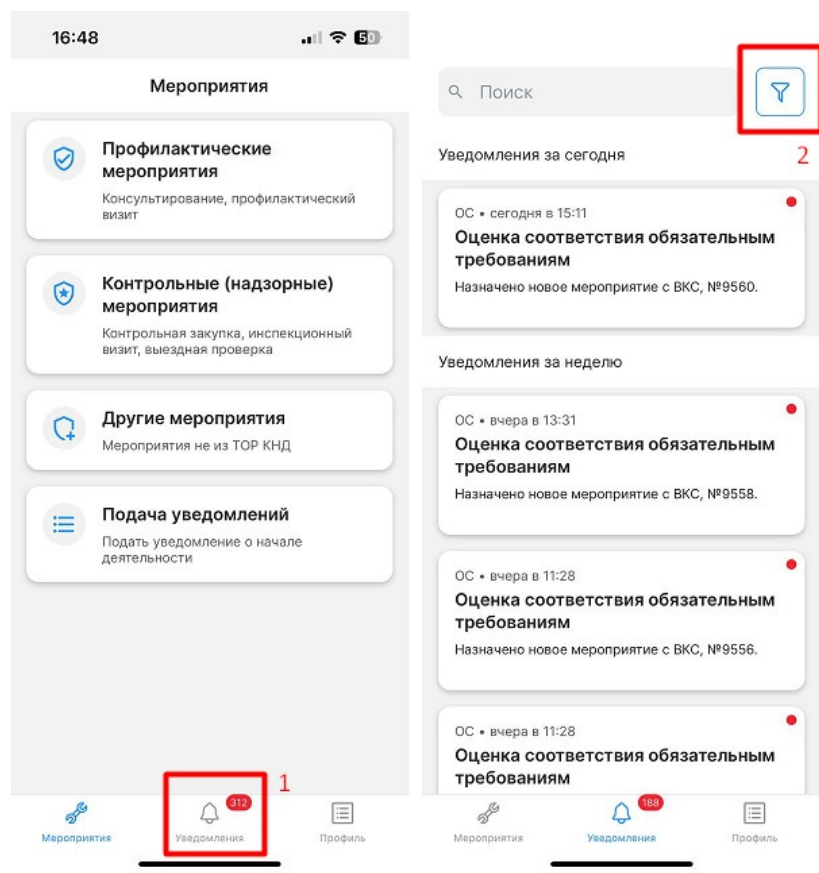 16:48
50
Мероприятия
Профилактические
мероприятия
Консультирование, профилактический
визит
Контрольные (надзорные)
мероприятия
Контрольная закупка, инспекционный
визит, выездная проверка
Другие мероприятия
Мероприятия не из ТОР КНД
Подача уведомлений
Подать уведомление о начале
деятельности
1
312
Мероприятия
Уведомления
Профиль
Поиск
2
Уведомления за сегодня
ОС • сегодня в 15:11
Оценка соответствия обязательным
требованиям
Назначено новое мероприятие с ВКС, №9560.
Уведомления за неделю
ОС • вчера в 13:31
Оценка соответствия обязательным
требованиям
Назначено новое мероприятие с ВКС, №9558.
ОС • вчера в 11:28
Оценка соответствия обязательным
требованиям
Назначено новое мероприятие с ВКС, №9556.
ОС • вчера в 11:28
Оценка соответствия обязательным
требованиям
188
Мероприятия
Уведомления
Профиль